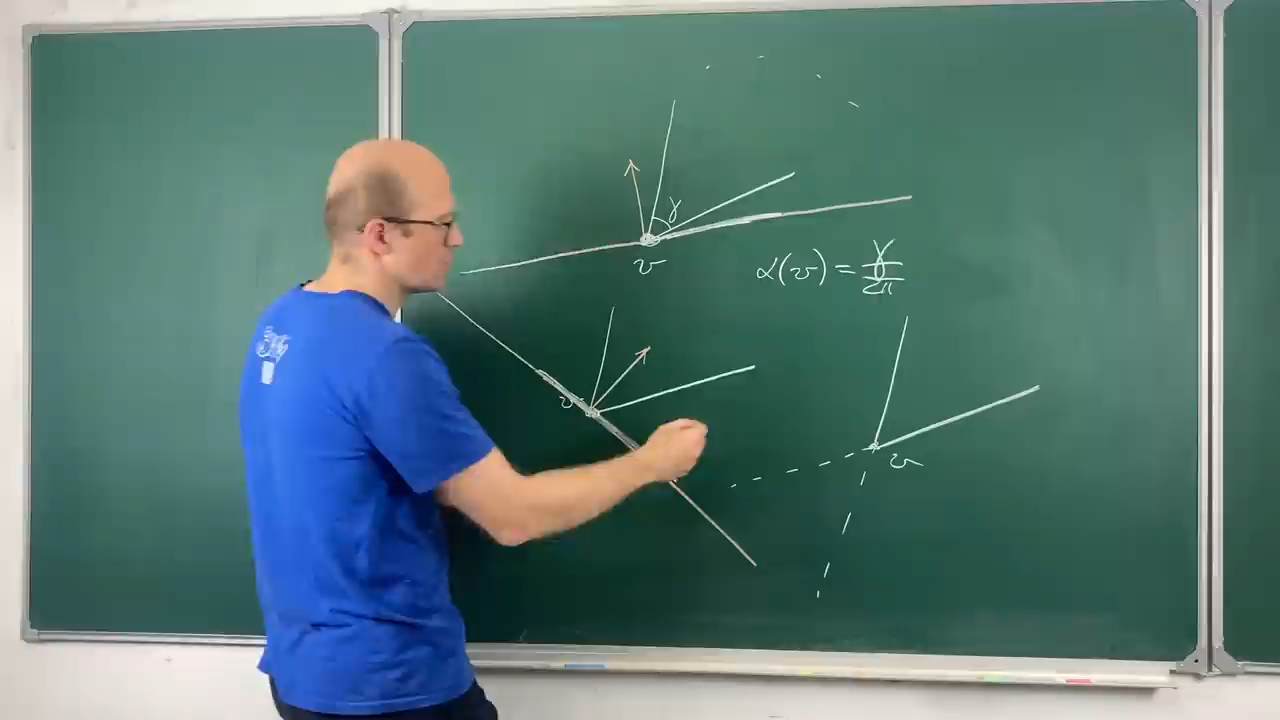 γ
v
α(v) = γ/2π
v
v